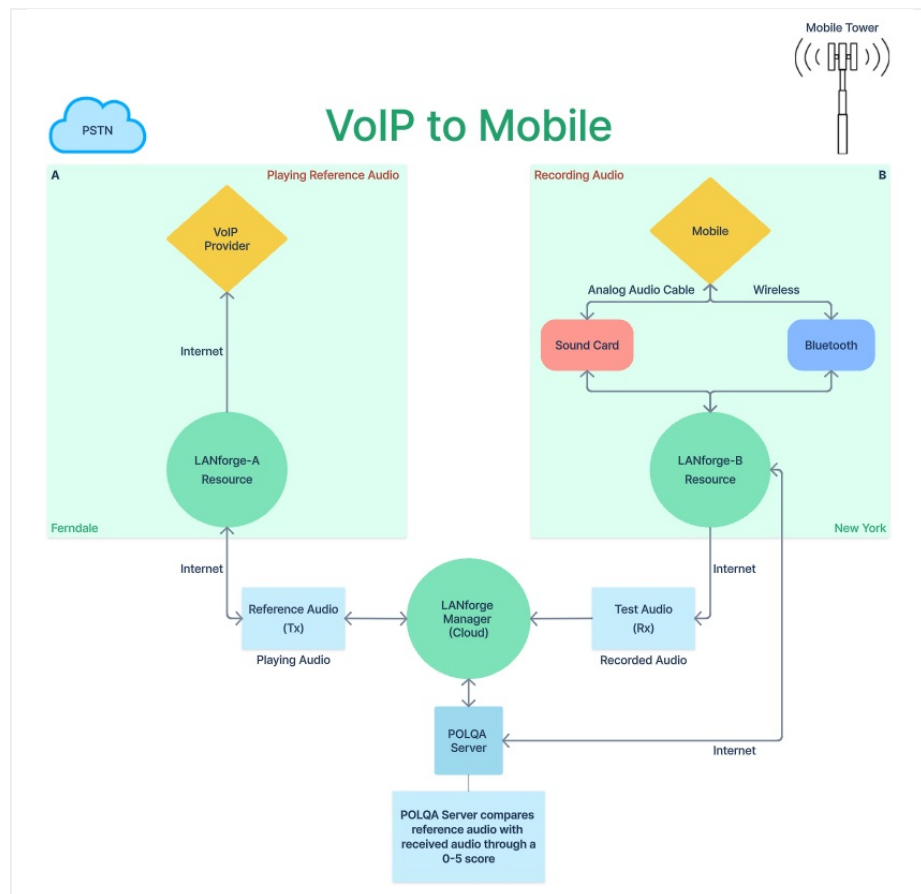 Mobile Tower
PSTN
VoIP to Mobile
A
Playing Reference Audio
VoIP
Provider
Internet
LANforge-A
Resource
Ferndale
Recording Audio
B
Mobile
Analog Audio Cable
Wireless
Sound Card
Bluetooth
LANforge-B
Resource
New York
Internet
Reference Audio
(Tx)
Playing Audio
LANforge
Manager
(Cloud)
Internet
Test Audio
(Rx)
Recorded Audio
POLQA
Server
Internet
POLQA Server compares
reference audio with
received audio through a
0-5 score